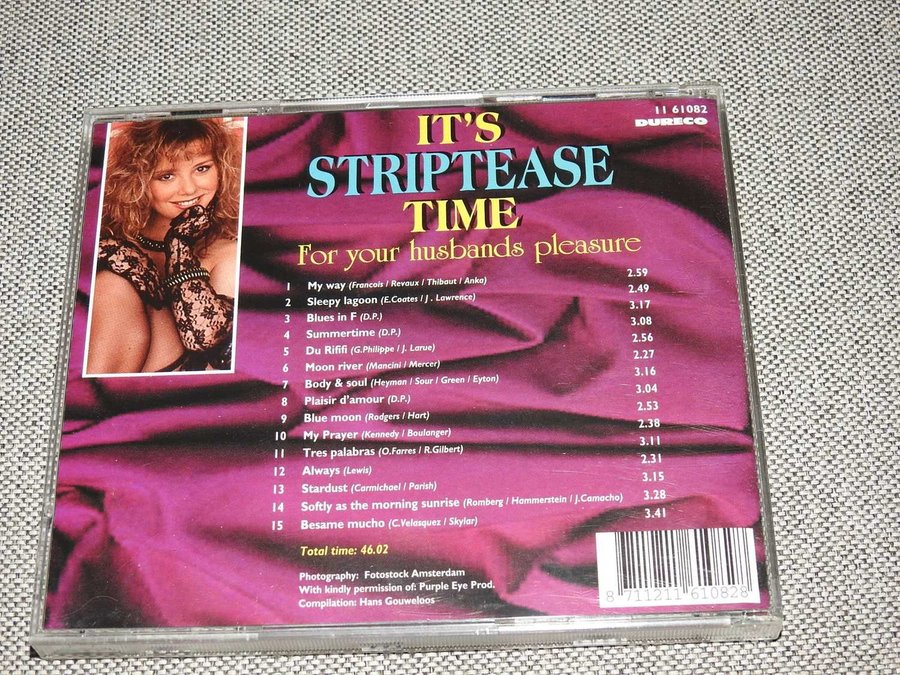 11 61082
DURECO
IT'S
STRIPTEASE
TIME
For your husbands pleasure
1 My way (Francois / Revaux / Thibaut / Anka) 2.59
2 Sleepy lagoon (E.Coates / J. Lawrence) 2.49
3 Blues in F (D.P.) 3.17
4 Summertime (D.P.) 3.08
5 Du Rififi (G.Philippe / J. Larue) 2.56
6 Moon river (Mancini / Mercer) 2.27
7 Body & soul (Heyman / Sour / Green / Eyton) 3.16
8 Plaisir d'amour (D.P.) 3.04
9 Blue moon (Rodgers / Hart) 2.53
10 My Prayer (Kennedy / Boulanger) 2.38
11 Tres palabras (O.Farres / R.Gilbert) 3.11
12 Always (Lewis) 2.31
13 Stardust (Carmichael / Parish) 3.15
14 Softly as the morning sunrise (Romberg / Hammerstein / J.Camacho) 3.28
15 Besame mucho (C.Velasquez / Skylar) 3.41
Total time: 46.02
Photography: Fotostock Amsterdam
With kindly permission of: Purple Eye Prod.
Compilation: Hans Gouweloos
8 711211 610828